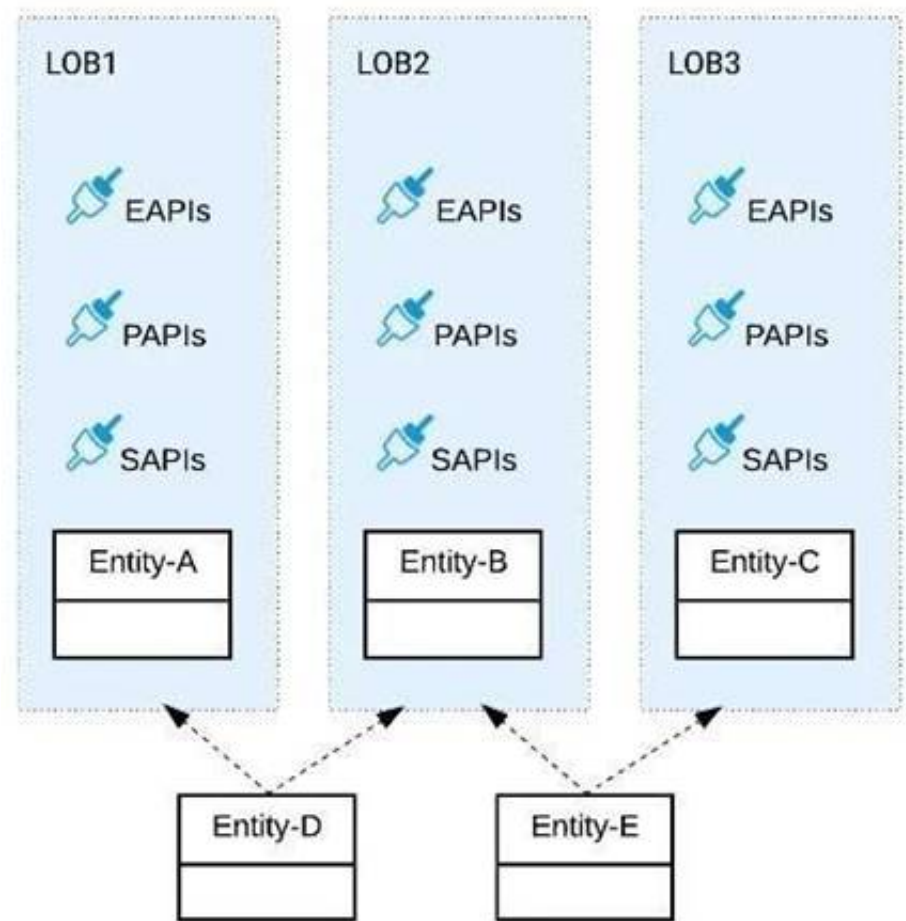 LOB1
EAPIs
PAPIs
SAPIs
Entity-A
LOB2
EAPIs
PAPIs
SAPIs
Entity-B
LOB3
EAPIs
PAPIs
SAPIs
Entity-C
Entity-D
Entity-E